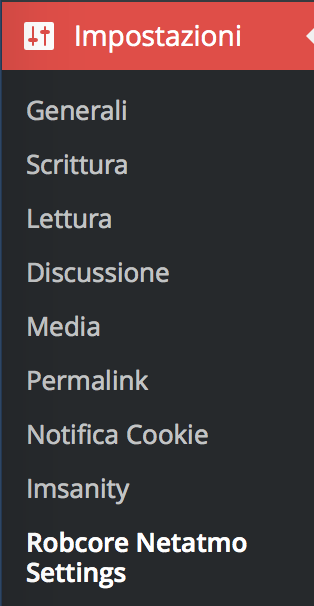 Impostazioni
Generali
Scrittura
Lettura
Discussione
Media
Permalink
Notifica Cookie
Imsanity
Robcore Netatmo
Settings